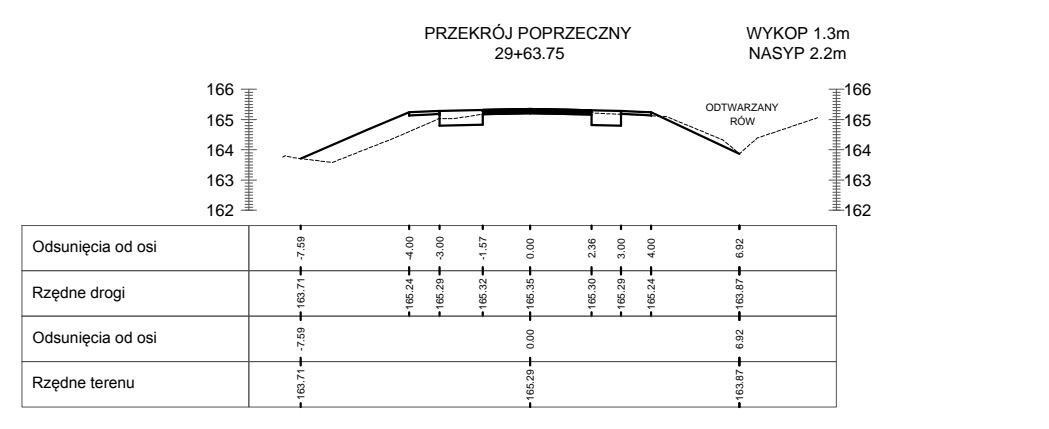 PRZEKRÓJ POPRZECZNY
29+63.75
WYKOP 1.3m
NASYP 2.2m
166
165
164
163
162
ODTWARZANY
RÓW
166
165
164
163
162
Odsunięcia od osi
-7.59 -4.00 -3.00 -1.57 0.00 2.36 3.00 4.00 6.92
Rzędne drogi
163.71 165.24 165.29 165.32 165.35 165.30 165.29 165.24 163.87
Odsunięcia od osi
-7.59 0.00 6.92
Rzędne terenu
163.71 165.29 163.87